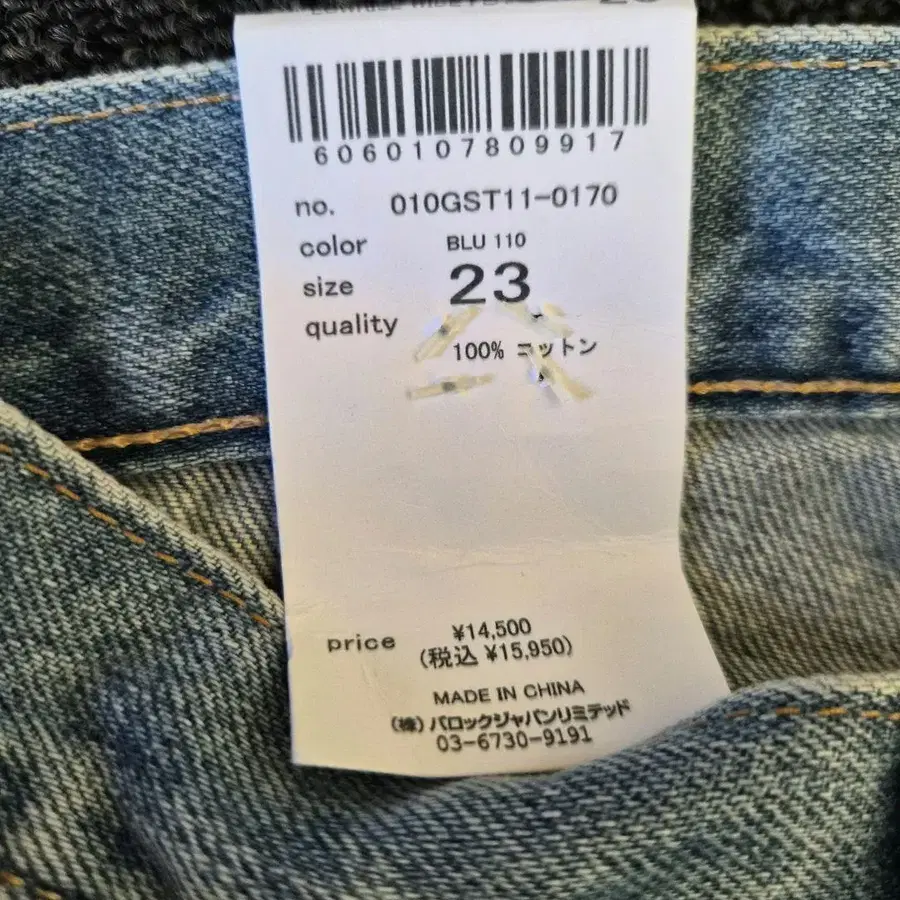 6060107809917
no. 010GST11-0170
color BLU 110
size 23
quality
100% コットン
price ¥14,500
(税込 ¥15,950)
MADE IN CHINA
(株) バロックジャパンリミテッド
03-6730-9191